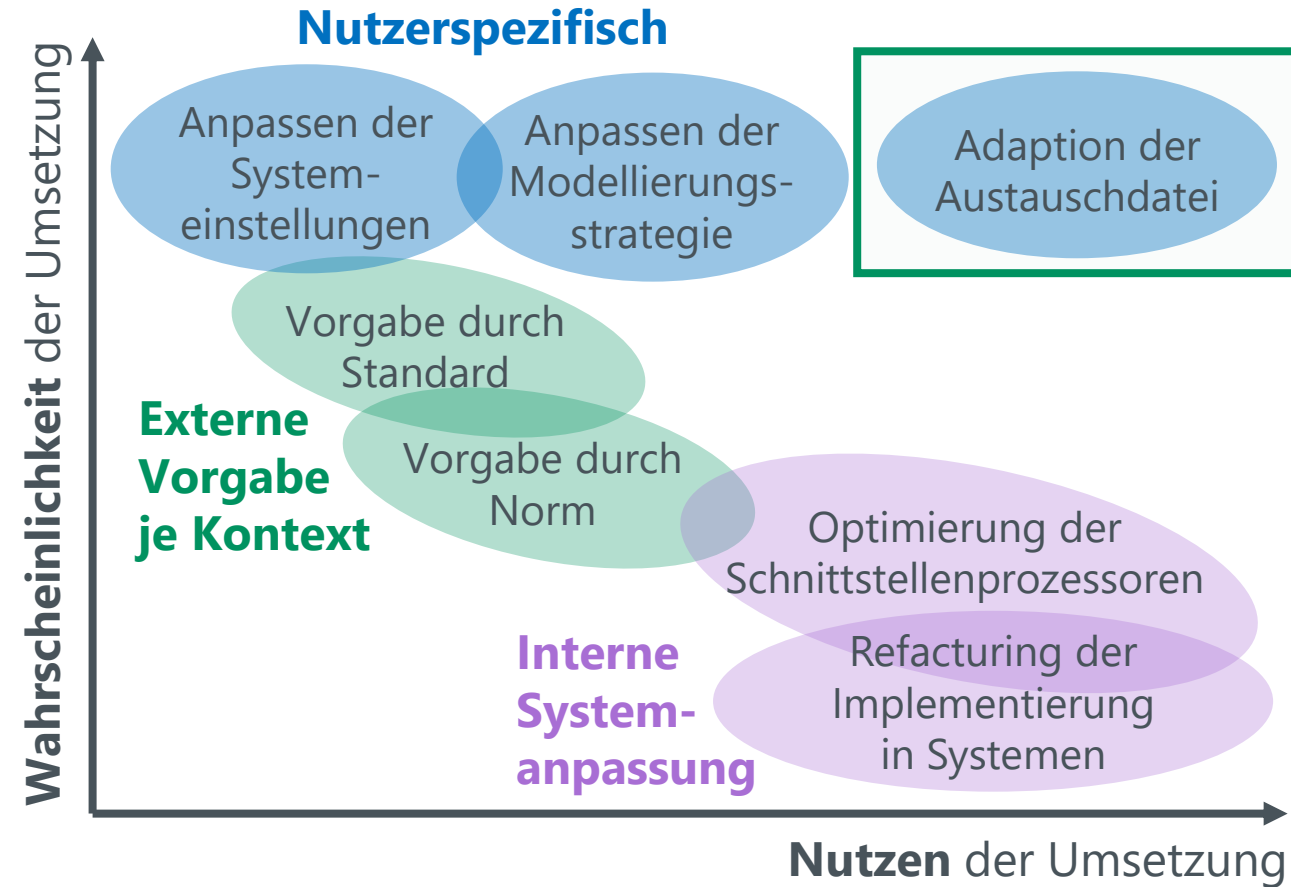 Nutzerspezifisch
Wahrscheinlichkeit der Umsetzung
Anpassen der
System-
einstellungen
Anpassen der
Modellierungs-
strategie
Adaption der
Austauschdatei
Vorgabe durch
Standard
Externe
Vorgabe
je Kontext
Vorgabe durch
Norm
Optimierung der
Schnittstellenprozessoren
Interne
System-
anpassung
Refacturing der
Implementierung
in Systemen
Nutzen der Umsetzung